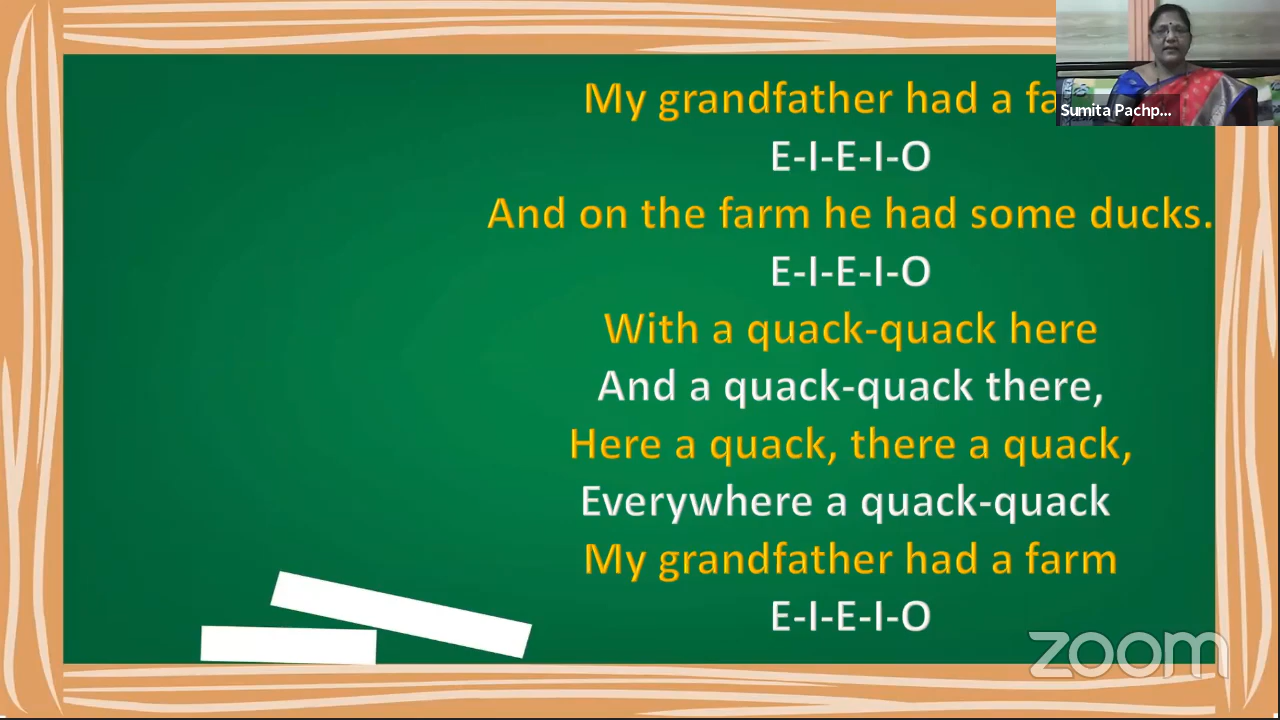 My grandfather had a fa
E-I-E-I-O
And on the farm he had some ducks.
E-I-E-I-O
With a quack-quack here
And a quack-quack there,
Here a quack, there a quack,
Everywhere a quack-quack
My grandfather had a farm
E-I-E-I-O
Sumita Pachp...
zoom